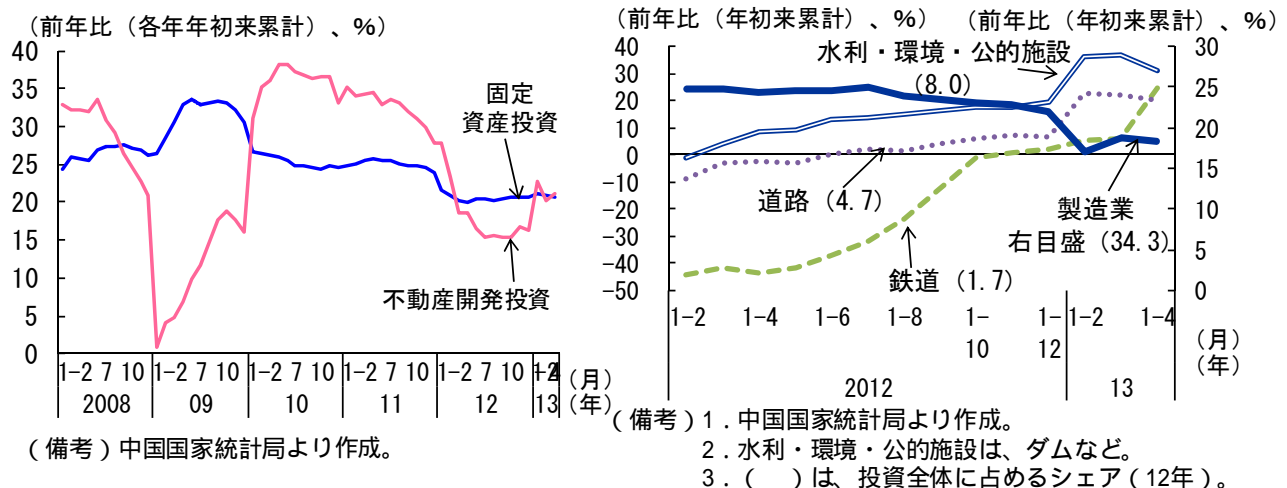 （前年比（各年年初来累計）、%）
40
35
30
25
20
15
10
5
0
固定
資産投資
不動産開発投資
1-2 7 10 1-2 7 10 1-2 7 10 1-2 7 10 1-2 7 10
（月）
2008 09 10 11 12 13 （年）
（備考）中国国家統計局より作成。
（前年比（年初来累計）、%） （前年比（年初来累計）、%）
40
30
20
10
0
-10
-20
-30
-40
-50
30
25
20
15
10
5
0
水利・環境・公的施設
（8.0）
道路（4.7）
製造業
右目盛（34.3）
鉄道（1.7）
1-2 1-4 1-6 1-8 1-10 1-12 1-2 1-4
（月）
（年）
2012 13
（備考）１．中国国家統計局より作成。
２．水利・環境・公的施設は、ダムなど。
３．（　）は、投資全体に占めるシェア（12年）。